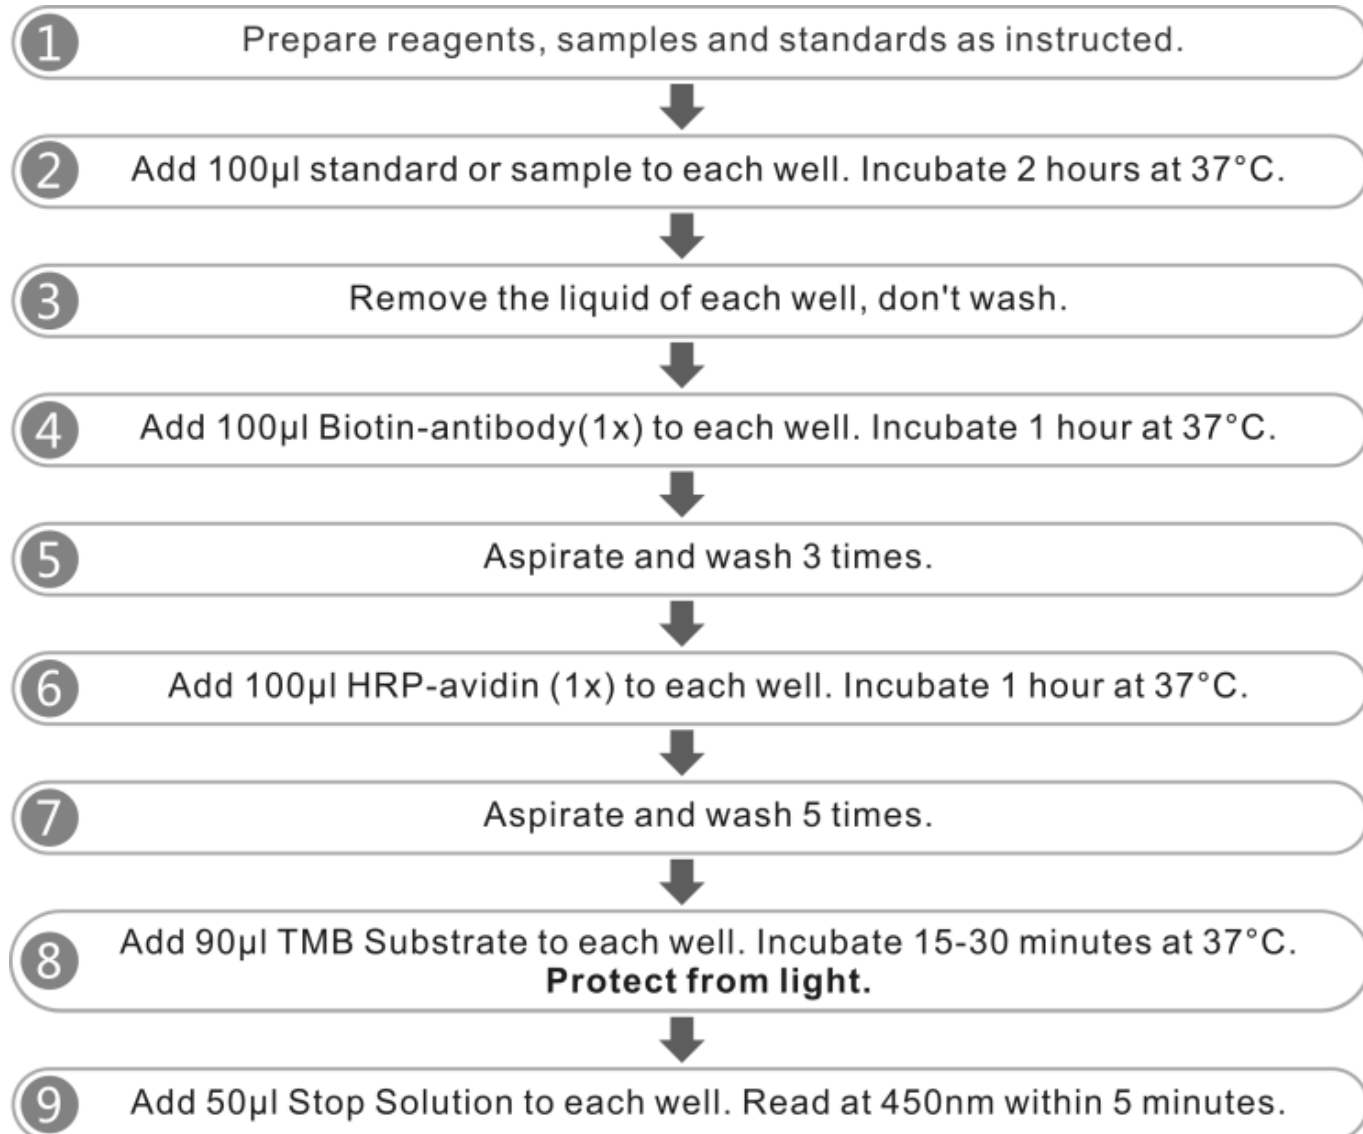 1 Prepare reagents, samples and standards as instructed.
2 Add 100µl standard or sample to each well. Incubate 2 hours at 37°C.
3 Remove the liquid of each well, don't wash.
4 Add 100µl Biotin-antibody(1x) to each well. Incubate 1 hour at 37°C.
5 Aspirate and wash 3 times.
6 Add 100µl HRP-avidin (1x) to each well. Incubate 1 hour at 37°C.
7 Aspirate and wash 5 times.
8 Add 90µl TMB Substrate to each well. Incubate 15-30 minutes at 37°C.
Protect from light.
9 Add 50µl Stop Solution to each well. Read at 450nm within 5 minutes.